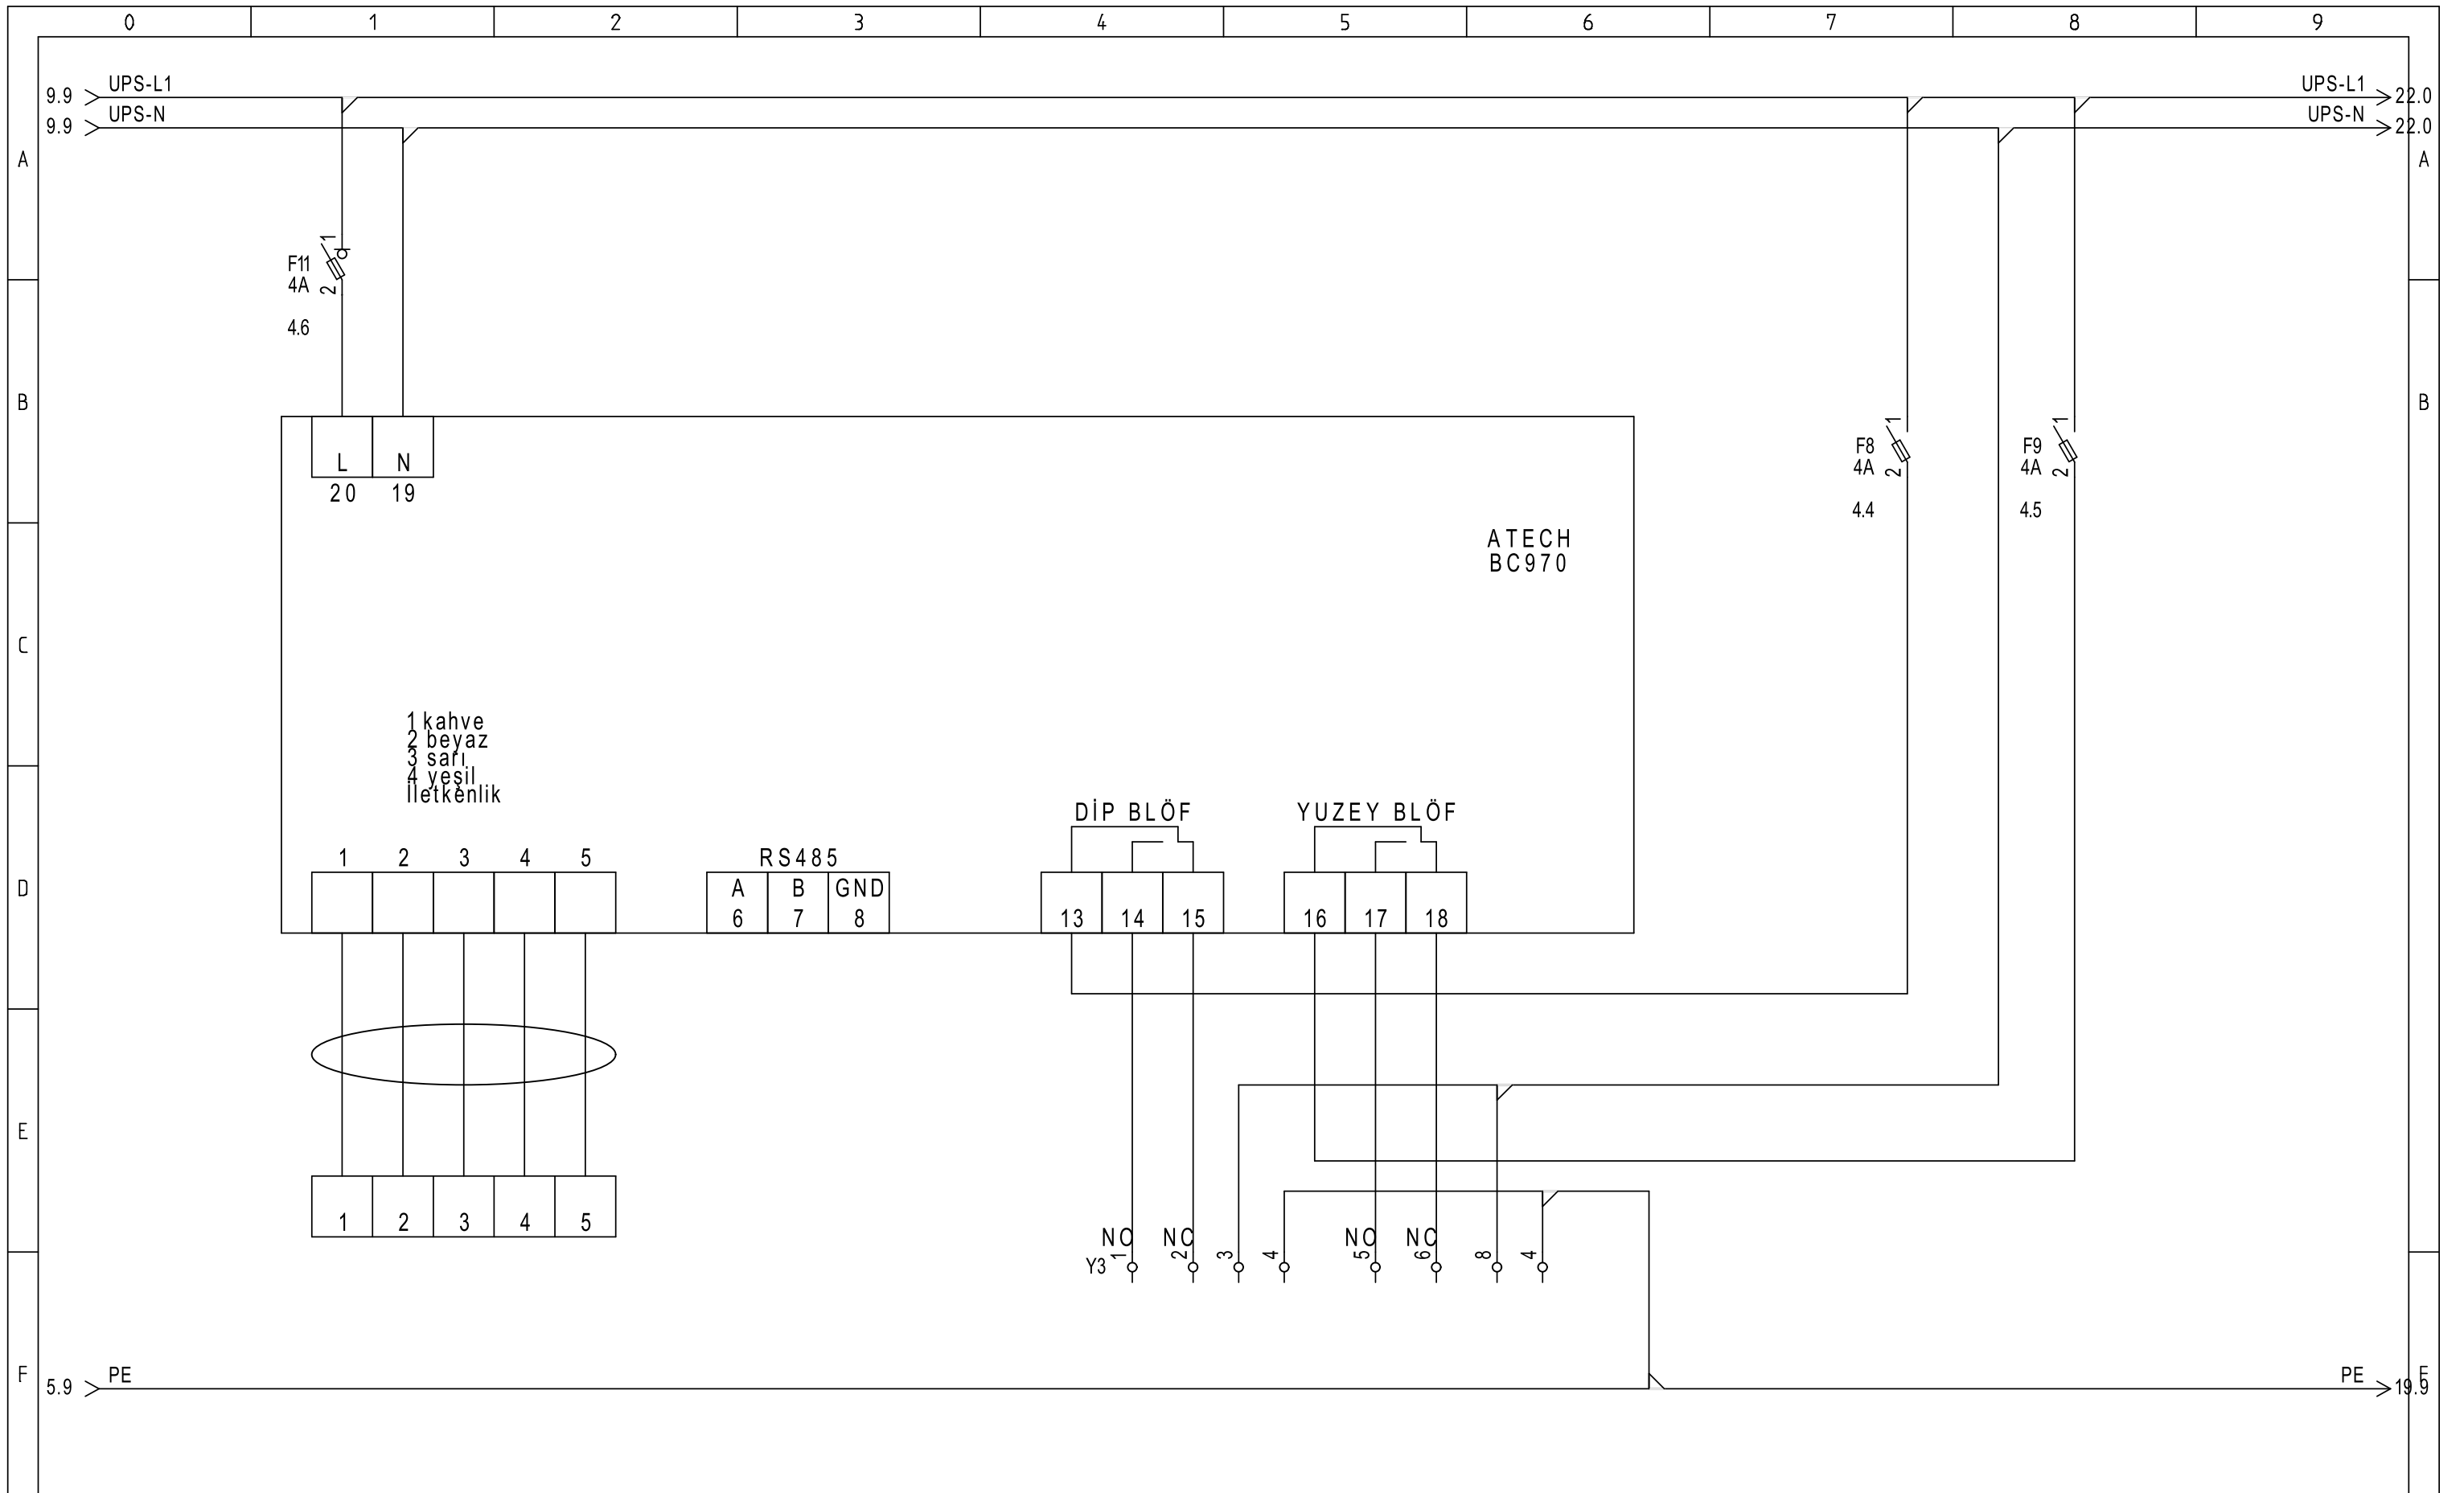 0 1 2 3 4 5 6 7 8 9
UPS-L1 UPS-L1
9.9 22.0
UPS-N UPS-N
9.9 22.0
A A
1
F11
4A
2
4.6
B B
L N
20 19
1 1
F8 F9
4A 4A
2 2
4.4 4.5
ATECH
BC970
C
1 kahve
2 beyaz
3 sarı
4 yeşil
İletkenlik
DİP BLÖF YUZEY BLÖF
1 2 3 4 5 RS485
D
A B GND
6 7 8 13 14 15 16 17 18
E
1 2 3 4 5
NO NC NO NC
Y3 1 2 3 4 5 6 8 4
F F
PE PE
5.9 19.9